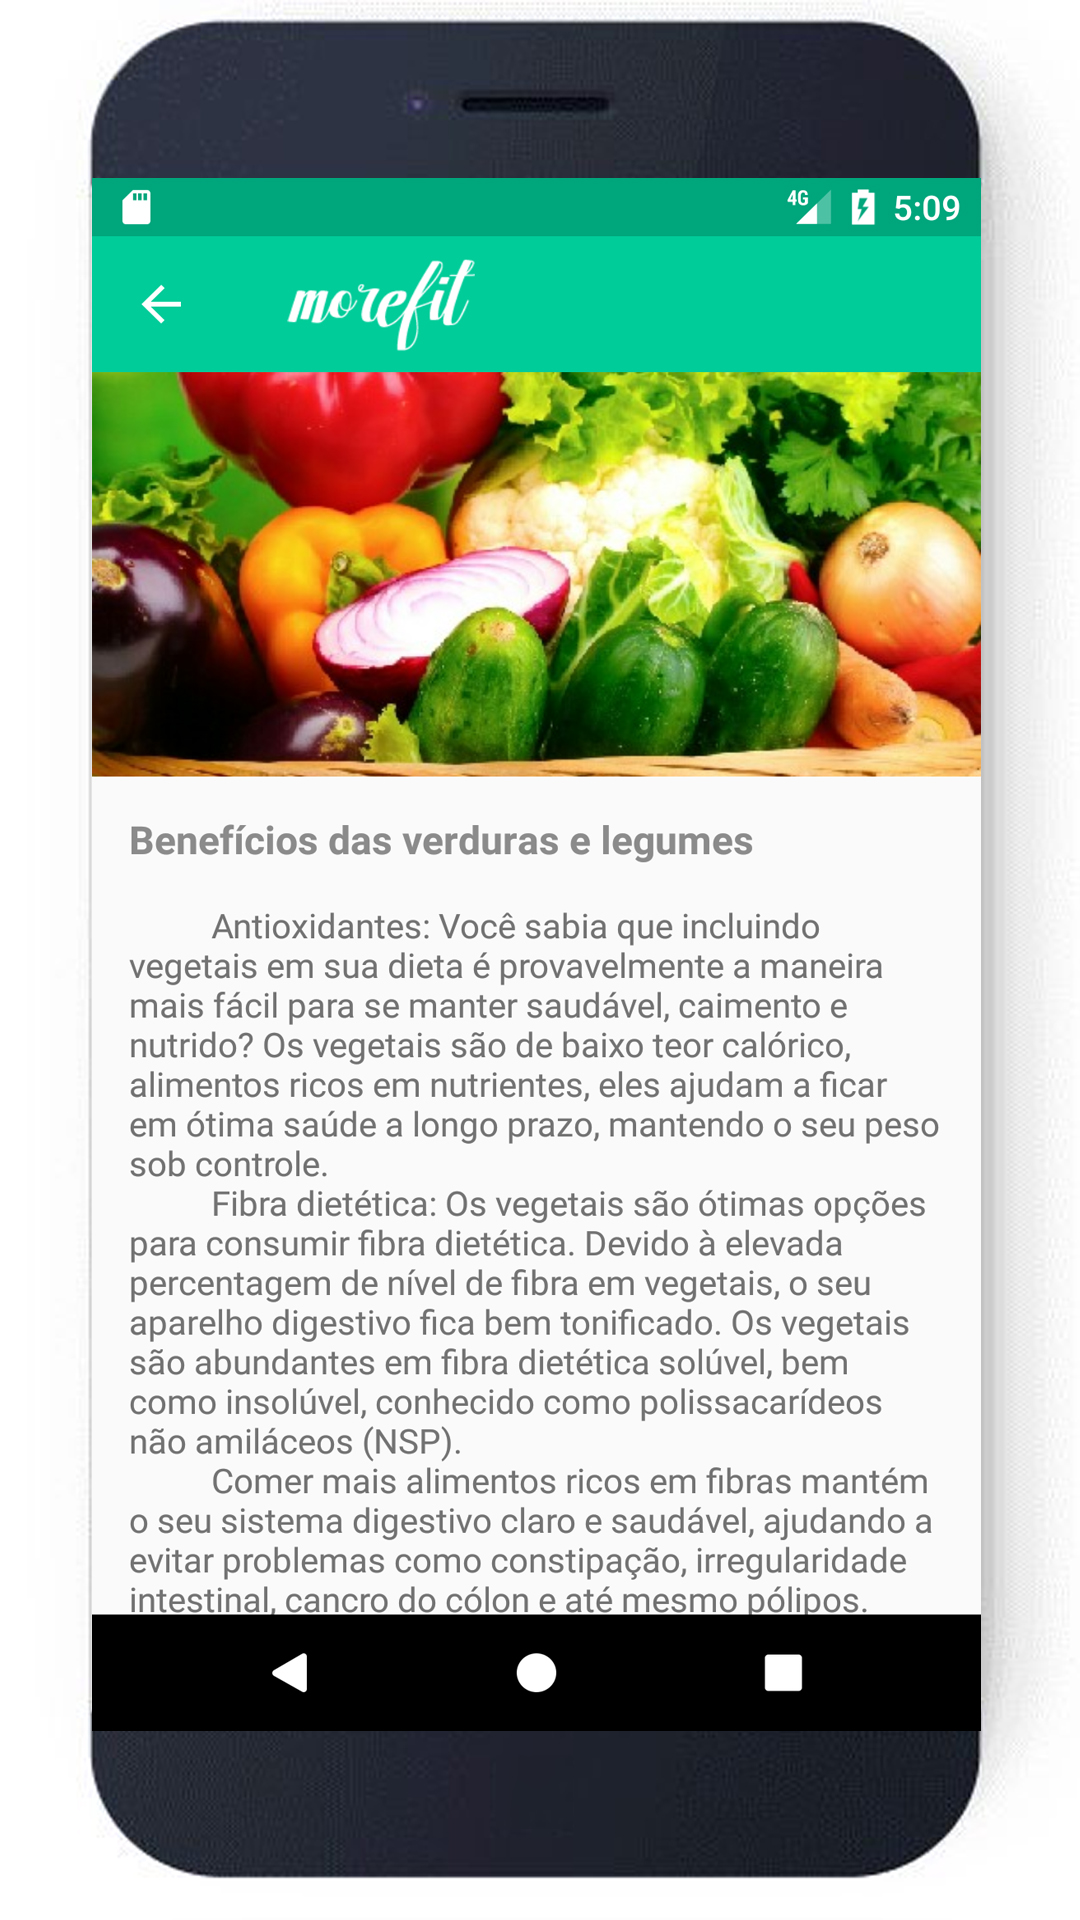 4G 5:09
morefit
Benefícios das verduras e legumes
Antioxidantes: Você sabia que incluindo
vegetais em sua dieta é provavelmente a maneira
mais fácil para se manter saudável, caimento e
nutrido? Os vegetais são de baixo teor calórico,
alimentos ricos em nutrientes, eles ajudam a ficar
em ótima saúde a longo prazo, mantendo o seu peso
sob controle.
Fibra dietética: Os vegetais são ótimas opções
para consumir fibra dietética. Devido à elevada
percentagem de nível de fibra em vegetais, o seu
aparelho digestivo fica bem tonificado. Os vegetais
são abundantes em fibra dietética solúvel, bem
como insolúvel, conhecido como polissacarídeos
não amiláceos (NSP).
Comer mais alimentos ricos em fibras mantém
o seu sistema digestivo claro e saudável, ajudando a
evitar problemas como constipação, irregularidade
intestinal, cancro do cólon e até mesmo pólipos.